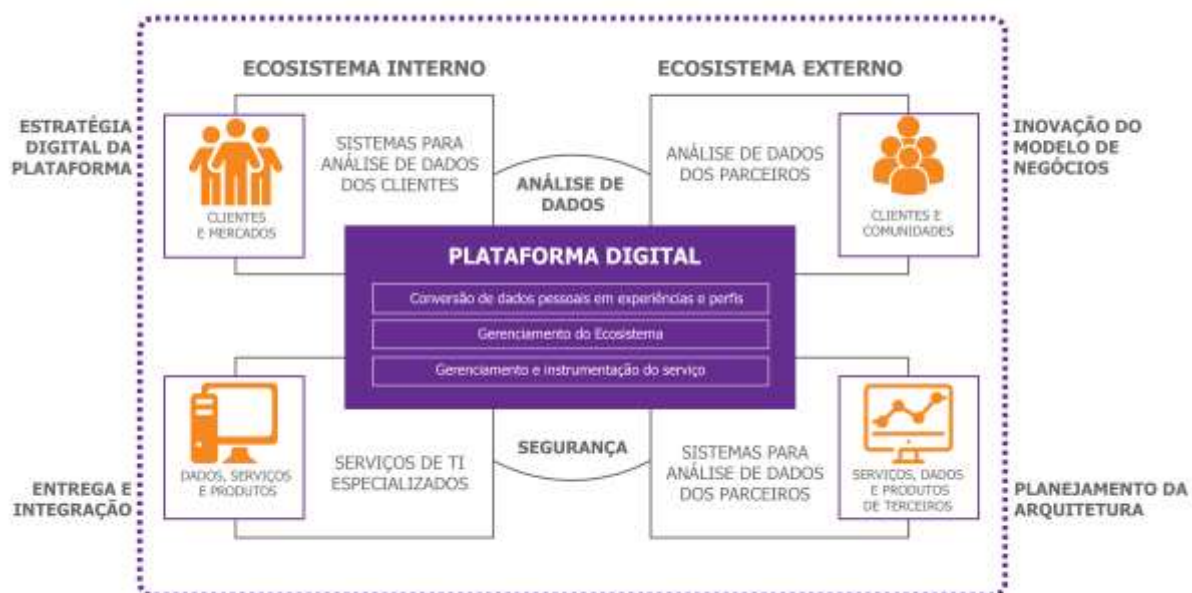 ECOSISTEMA INTERNO
ECOSISTEMA EXTERNO
ESTRATÉGIA
DIGITAL DA
PLATAFORMA
CLIENTES
E MERCADOS
SISTEMAS PARA
ANÁLISE DE DADOS
DOS CLIENTES
ANÁLISE DE
DADOS
ANÁLISE DE DADOS
DOS PARCEIROS
CLIENTES E
COMUNIDADES
INOVAÇÃO DO
MODELO DE
NEGÓCIOS
PLATAFORMA DIGITAL
Conversão de dados pessoais em experiências e perfis
Gerenciamento do Ecosistema
Gerenciamento e instrumentação do serviço
ENTREGA E
INTEGRAÇÃO
DADOS, SERVIÇOS
E PRODUTOS
SERVIÇOS DE TI
ESPECIALIZADOS
SEGURANÇA
SISTEMAS PARA
ANÁLISE DE DADOS
DOS PARCEIROS
SERVIÇOS, DADOS
E PRODUTOS
DE TERCEIROS
PLANEJAMENTO DA
ARQUITETURA